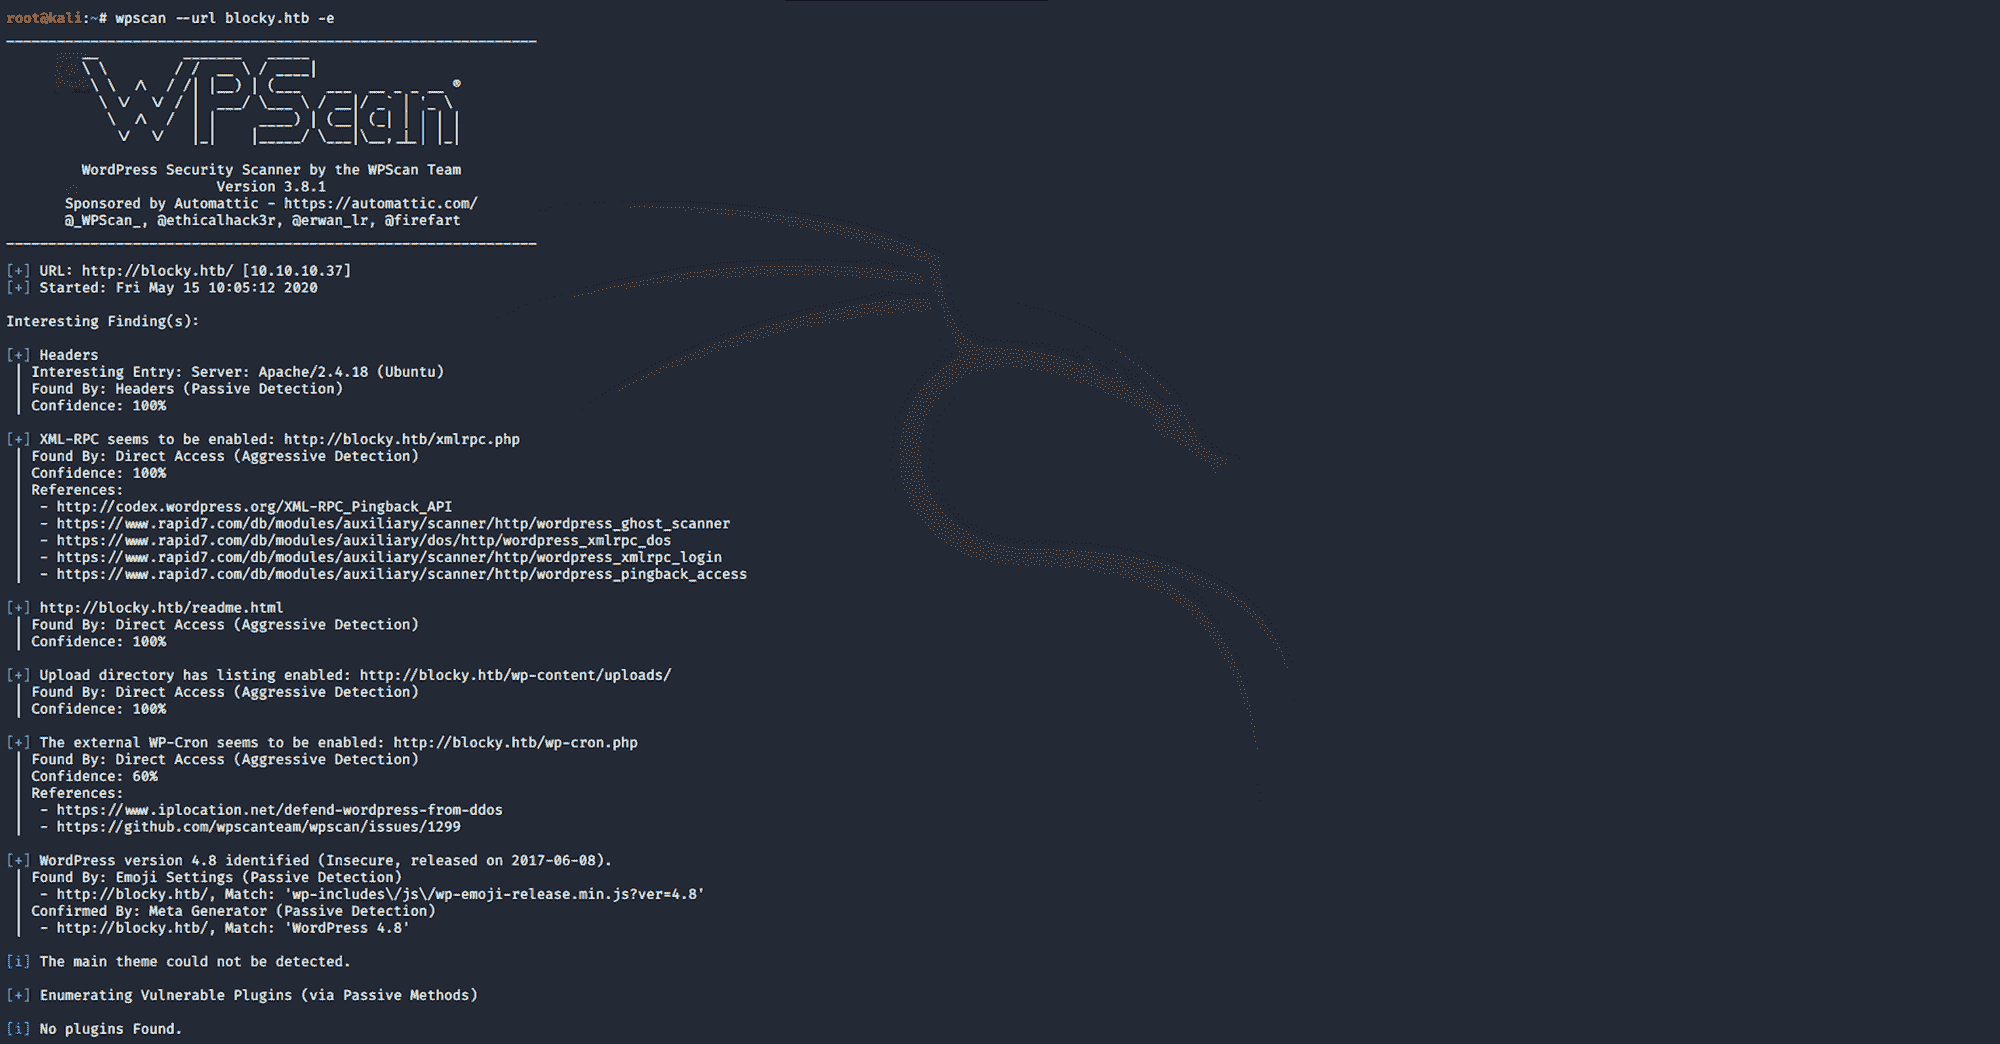 root@kali:~# wpscan --url blocky.htb -e
WPScan ®
WordPress Security Scanner by the WPScan Team
Version 3.8.1
Sponsored by Automattic - https://automattic.com/
@_WPScan_, @ethicalhack3r, @erwan_lr, @firefart
[+] URL: http://blocky.htb/ [10.10.10.37]
[+] Started: Fri May 15 10:05:12 2020
Interesting Finding(s):
[+] Headers
| Interesting Entry: Server: Apache/2.4.18 (Ubuntu)
| Found By: Headers (Passive Detection)
| Confidence: 100%
[+] XML-RPC seems to be enabled: http://blocky.htb/xmlrpc.php
| Found By: Direct Access (Aggressive Detection)
| Confidence: 100%
| References:
|  - http://codex.wordpress.org/XML-RPC_Pingback_API
|  - https://www.rapid7.com/db/modules/auxiliary/scanner/http/wordpress_ghost_scanner
|  - https://www.rapid7.com/db/modules/auxiliary/dos/http/wordpress_xmlrpc_dos
|  - https://www.rapid7.com/db/modules/auxiliary/scanner/http/wordpress_xmlrpc_login
|  - https://www.rapid7.com/db/modules/auxiliary/scanner/http/wordpress_pingback_access
[+] http://blocky.htb/readme.html
| Found By: Direct Access (Aggressive Detection)
| Confidence: 100%
[+] Upload directory has listing enabled: http://blocky.htb/wp-content/uploads/
| Found By: Direct Access (Aggressive Detection)
| Confidence: 100%
[+] The external WP-Cron seems to be enabled: http://blocky.htb/wp-cron.php
| Found By: Direct Access (Aggressive Detection)
| Confidence: 60%
| References:
|  - https://www.iplocation.net/defend-wordpress-from-ddos
|  - https://github.com/wpscanteam/wpscan/issues/1299
[+] WordPress version 4.8 identified (Insecure, released on 2017-06-08).
| Found By: Emoji Settings (Passive Detection)
|  - http://blocky.htb/, Match: 'wp-includes\/js\/wp-emoji-release.min.js?ver=4.8'
| Confirmed By: Meta Generator (Passive Detection)
|  - http://blocky.htb/, Match: 'WordPress 4.8'
[i] The main theme could not be detected.
[+] Enumerating Vulnerable Plugins (via Passive Methods)
[i] No plugins Found.